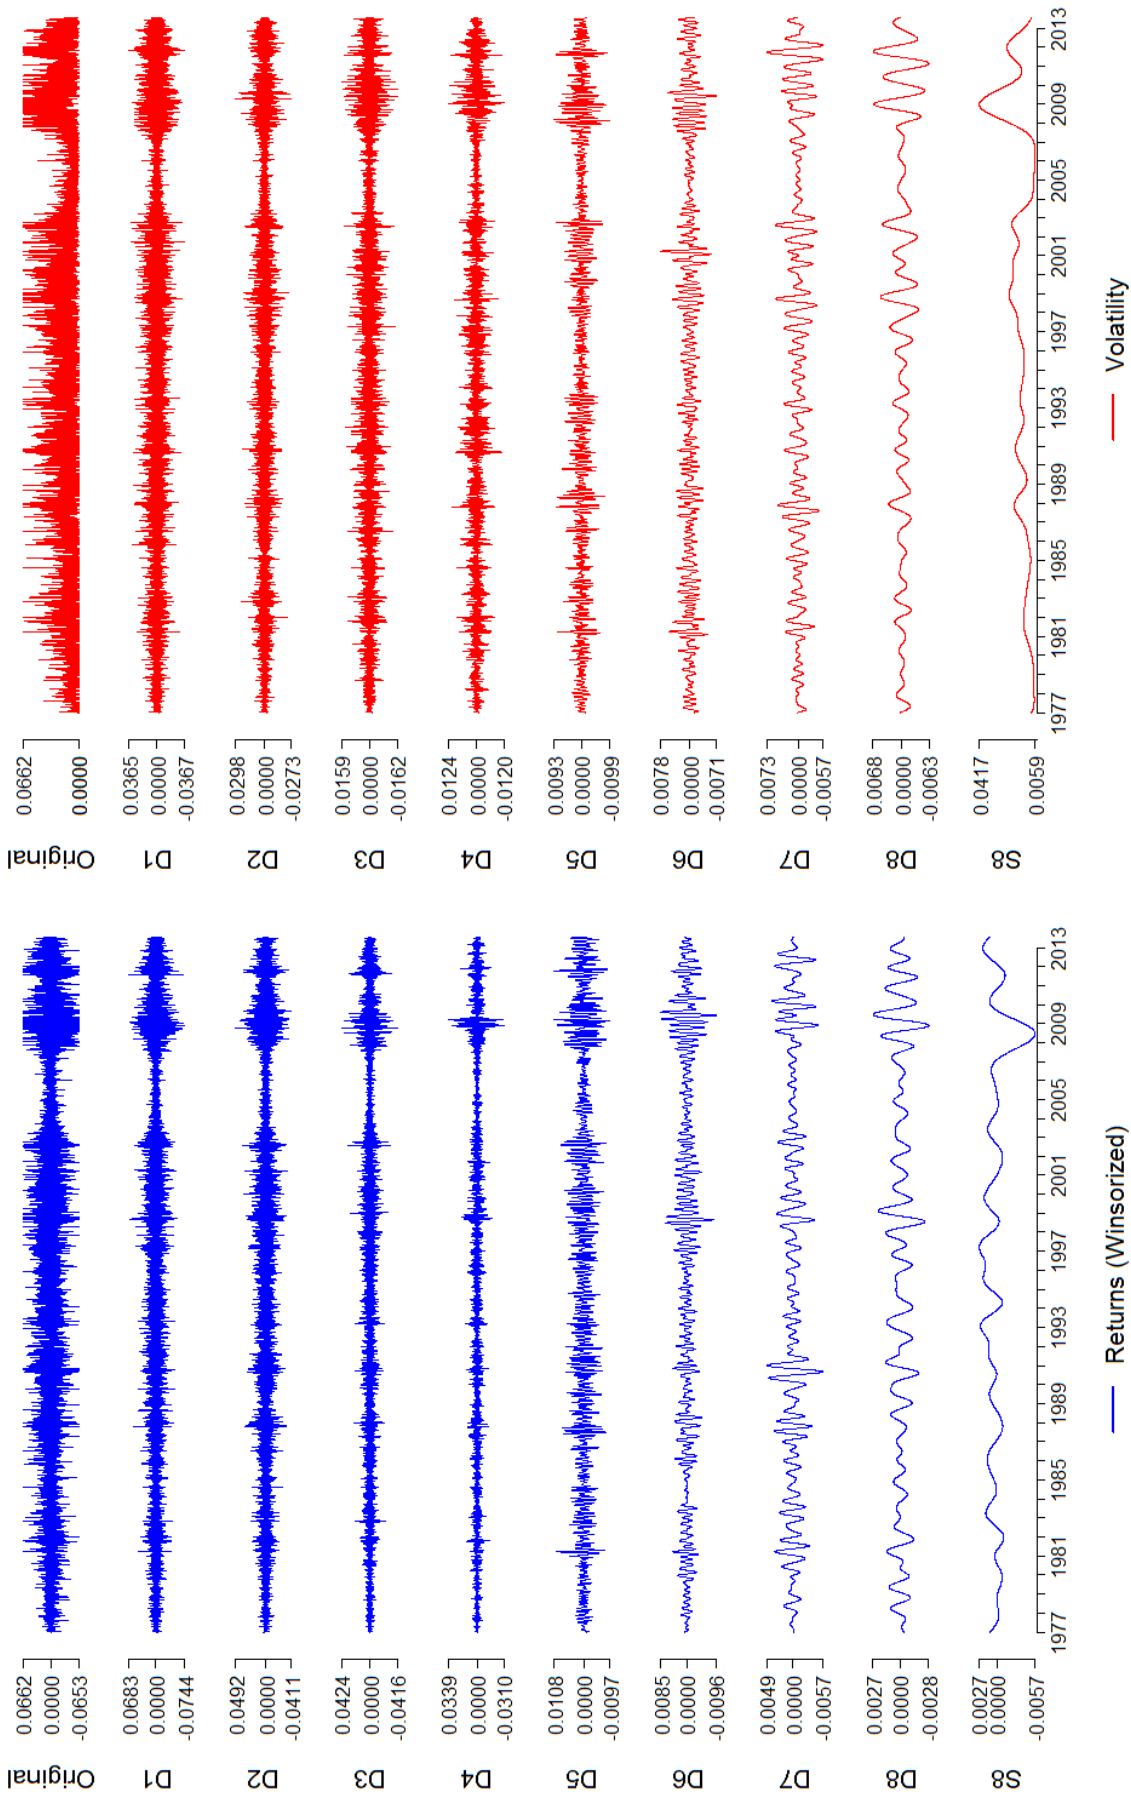 Original
0.0662
0.0000
-0.0653
D1
0.0683
0.0000
-0.0744
D2
0.0492
0.0000
-0.0411
D3
0.0424
0.0000
-0.0416
D4
0.0339
0.0000
-0.0310
D5
0.0108
0.0000
-0.0097
D6
0.0085
0.0000
-0.0096
D7
0.0049
0.0000
-0.0057
D8
0.0027
0.0000
-0.0028
S8
0.0027
0.0000
-0.0057
1977 1981 1985 1989 1993 1997 2001 2005 2009 2013
Returns (Winsorized)
Original
0.0662
0.0000
D1
0.0365
0.0000
-0.0367
D2
0.0298
0.0000
-0.0273
D3
0.0159
0.0000
-0.0162
D4
0.0124
0.0000
-0.0120
D5
0.0093
0.0000
-0.0099
D6
0.0078
0.0000
-0.0071
D7
0.0073
0.0000
-0.0057
D8
0.0068
0.0000
-0.0063
S8
0.0417
0.0059
1977 1981 1985 1989 1993 1997 2001 2005 2009 2013
Volatility